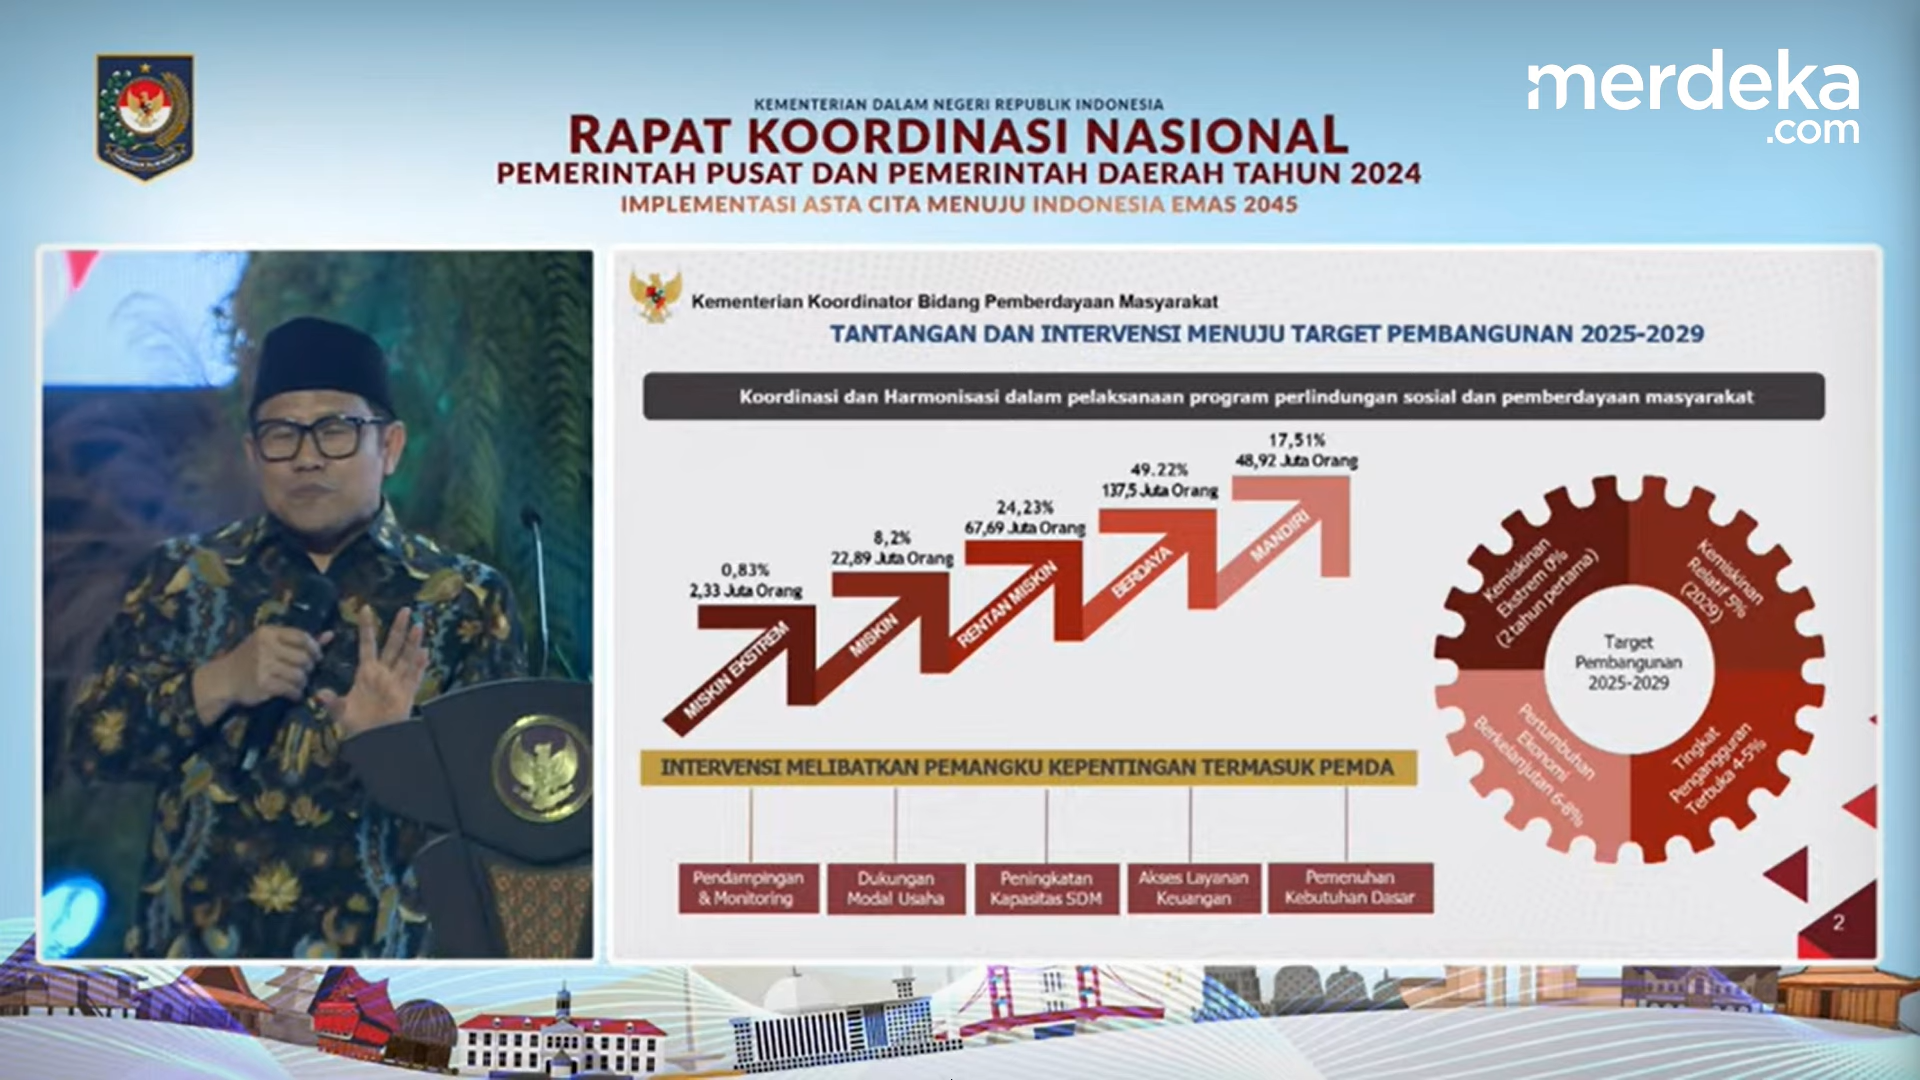 merdeka
.com
KEMENTERIAN DALAM NEGERI REPUBLIK INDONESIA
RAPAT KOORDINASI NASIONAL
PEMERINTAH PUSAT DAN PEMERINTAH DAERAH TAHUN 2024
IMPLEMENTASI ASTA CITA MENUJU INDONESIA EMAS 2045
Kementerian Koordinator Bidang Pemberdayaan Masyarakat
TANTANGAN DAN INTERVENSI MENUJU TARGET PEMBANGUNAN 2025-2029
Koordinasi dan Harmonisasi dalam pelaksanaan program perlindungan sosial dan pemberdayaan masyarakat
0,83%
2,33 Juta Orang
MISKIN EKSTREM
8,2%
22,89 Juta Orang
MISKIN
24,23%
67,69 Juta Orang
RENTAN MISKIN
49.22%
137,5 Juta Orang
BERDAYA
17,51%
48,92 Juta Orang
MANDIRI
Kemiskinan
Ekstrem 0%
(2 tahun pertama)
Kemiskinan
Relatif 5%
(2029)
Target
Pembangunan
2025-2029
Pertumbuhan
Ekonomi
Berkelanjutan 6-8%
Tingkat
Pengangguran
Terbuka 4-5%
INTERVENSI MELIBATKAN PEMANGKU KEPENTINGAN TERMASUK PEMDA
Pendampingan
& Monitoring
Dukungan
Modal Usaha
Peningkatan
Kapasitas SDM
Akses Layanan
Keuangan
Pemenuhan
Kebutuhan Dasar
2